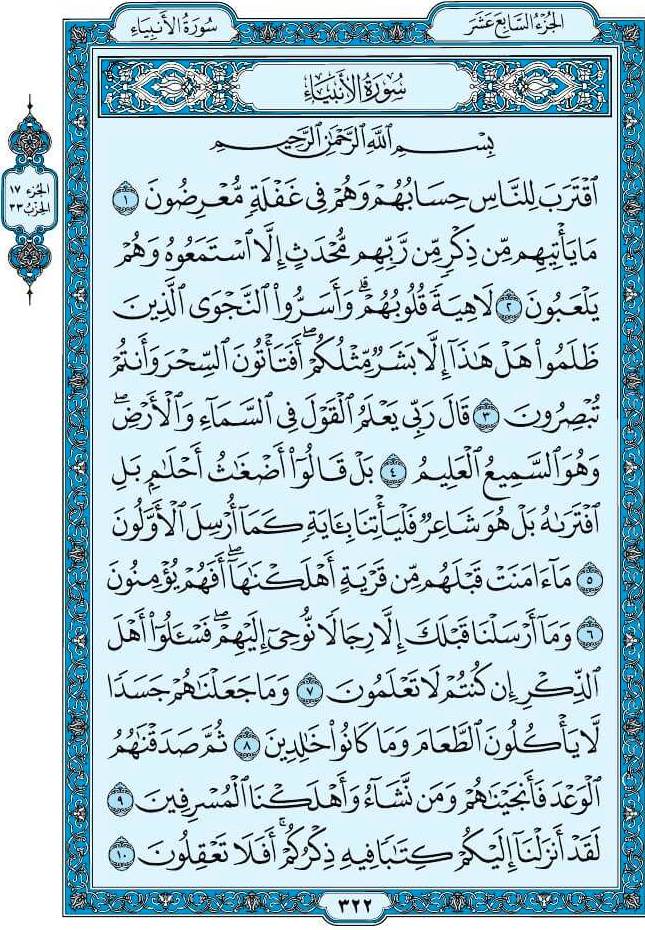 الجزء السابع عشر
سورة الأنبياء
سُورَةُ الأَنْبِيَاءِ
الجزء ١٧
الحزب ٣٣
بِسْمِ اللَّهِ الرَّحْمَٰنِ الرَّحِيمِ
ٱقْتَرَبَ لِلنَّاسِ حِسَابُهُمْ وَهُمْ فِى غَفْلَةٍ مُّعْرِضُونَ ١
مَا يَأْتِيهِم مِّن ذِكْرٍ مِّن رَّبِّهِم مُّحْدَثٍ إِلَّا ٱسْتَمَعُوهُ وَهُمْ
يَلْعَبُونَ ٢ لَاهِيَةً قُلُوبُهُمْ ۗ وَأَسَرُّوا۟ ٱلنَّجْوَى ٱلَّذِينَ
ظَلَمُوا۟ هَلْ هَٰذَآ إِلَّا بَشَرٌ مِّثْلُكُمْ ۖ أَفَتَأْتُونَ ٱلسِّحْرَ وَأَنتُمْ
تُبْصِرُونَ ٣ قَالَ رَبِّى يَعْلَمُ ٱلْقَوْلَ فِى ٱلسَّمَآءِ وَٱلْأَرْضِ ۖ
وَهُوَ ٱلسَّمِيعُ ٱلْعَلِيمُ ٤ بَلْ قَالُوٓا۟ أَضْغَٰثُ أَحْلَٰمٍۭ بَلِ
ٱفْتَرَىٰهُ بَلْ هُوَ شَاعِرٌ فَلْيَأْتِنَا بِـَٔايَةٍ كَمَآ أُرْسِلَ ٱلْأَوَّلُونَ
٥ مَآ ءَامَنَتْ قَبْلَهُم مِّن قَرْيَةٍ أَهْلَكْنَٰهَآ ۖ أَفَهُمْ يُؤْمِنُونَ
٦ وَمَآ أَرْسَلْنَا قَبْلَكَ إِلَّا رِجَالًا نُّوحِىٓ إِلَيْهِمْ ۖ فَسْـَٔلُوٓا۟ أَهْلَ
ٱلذِّكْرِ إِن كُنتُمْ لَا تَعْلَمُونَ ٧ وَمَا جَعَلْنَٰهُمْ جَسَدًا
لَّا يَأْكُلُونَ ٱلطَّعَامَ وَمَا كَانُوا۟ خَٰلِدِينَ ٨ ثُمَّ صَدَقْنَٰهُمُ
ٱلْوَعْدَ فَأَنجَيْنَٰهُمْ وَمَن نَّشَآءُ وَأَهْلَكْنَا ٱلْمُسْرِفِينَ ٩
لَقَدْ أَنزَلْنَآ إِلَيْكُمْ كِتَٰبًا فِيهِ ذِكْرُكُمْ ۖ أَفَلَا تَعْقِلُونَ ١٠
٣٢٢